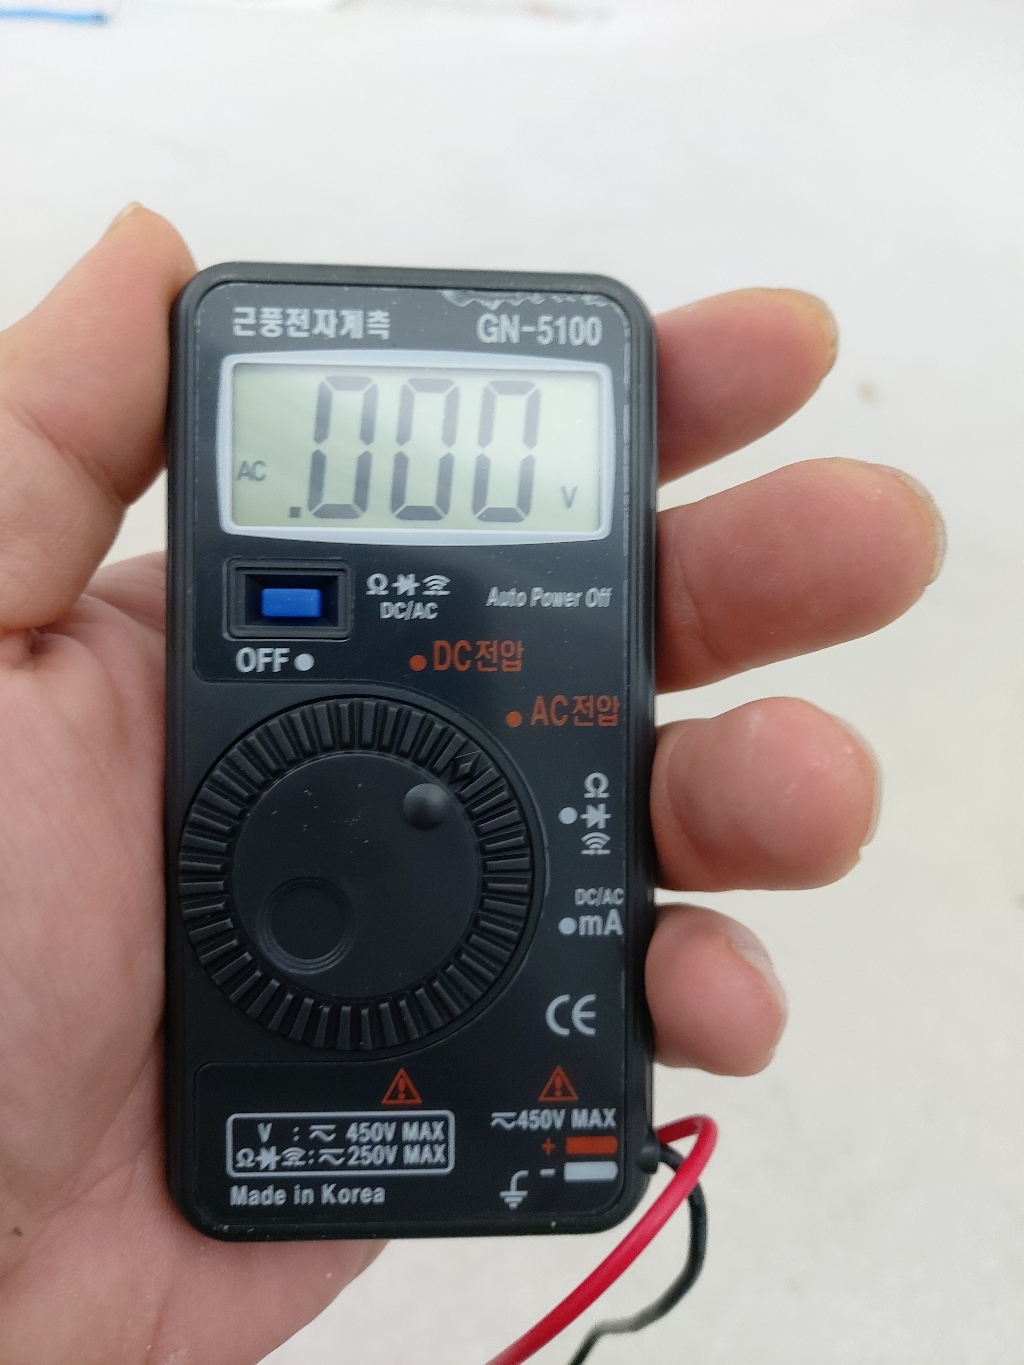 근풍전자계측 GN-5100
AC .000 V
Ω DC/AC
Auto Power Off
OFF
DC전압
AC전압
Ω
DC/AC
mA
CE
V : ⏦ 450V MAX
Ω : ⏦ 250V MAX
Made in Korea
⏦450V MAX
+
-